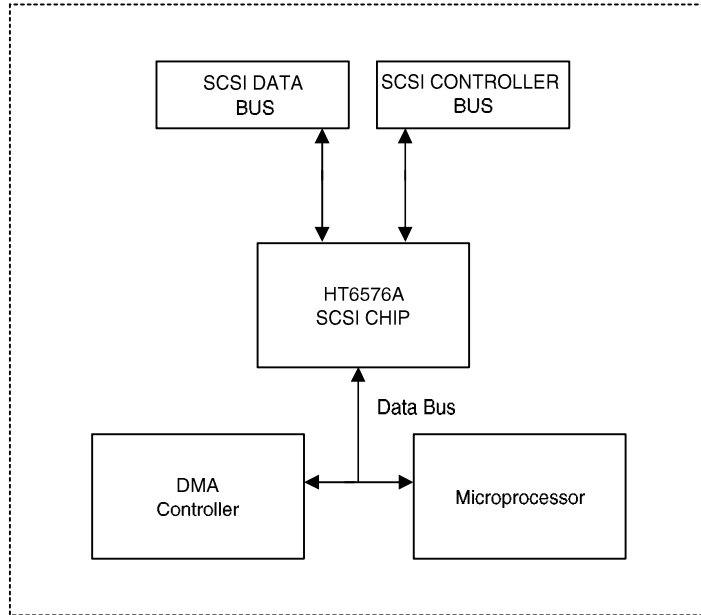 SCSI DATA
BUS
SCSI CONTROLLER
BUS
HT6576A
SCSI CHIP
Data Bus
DMA
Controller
Microprocessor